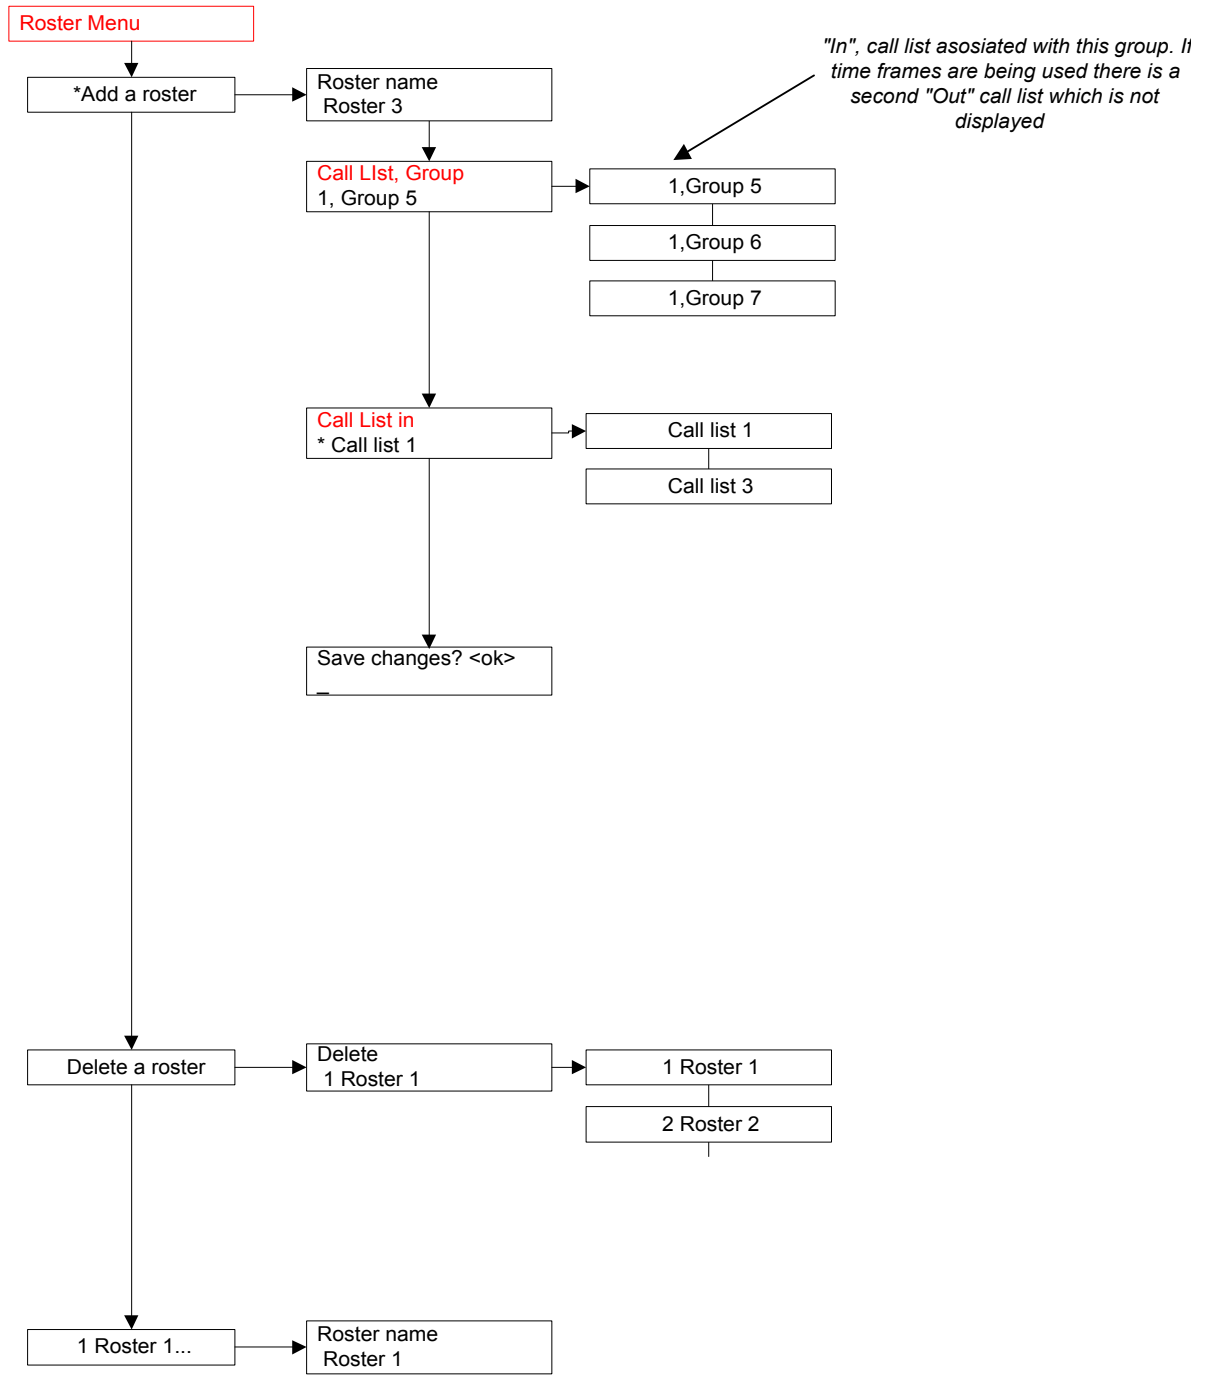 Roster Menu
"In", call list asosiated with this group. If
time frames are being used there is a
second "Out" call list which is not
displayed
*Add a roster
Roster name
Roster 3
Call LIst, Group
1, Group 5
1,Group 5
1,Group 6
1,Group 7
Call List in
* Call list 1
Call list 1
Call list 3
Save changes? <ok>
_
Delete a roster
Delete
1 Roster 1
1 Roster 1
2 Roster 2
1 Roster 1...
Roster name
Roster 1